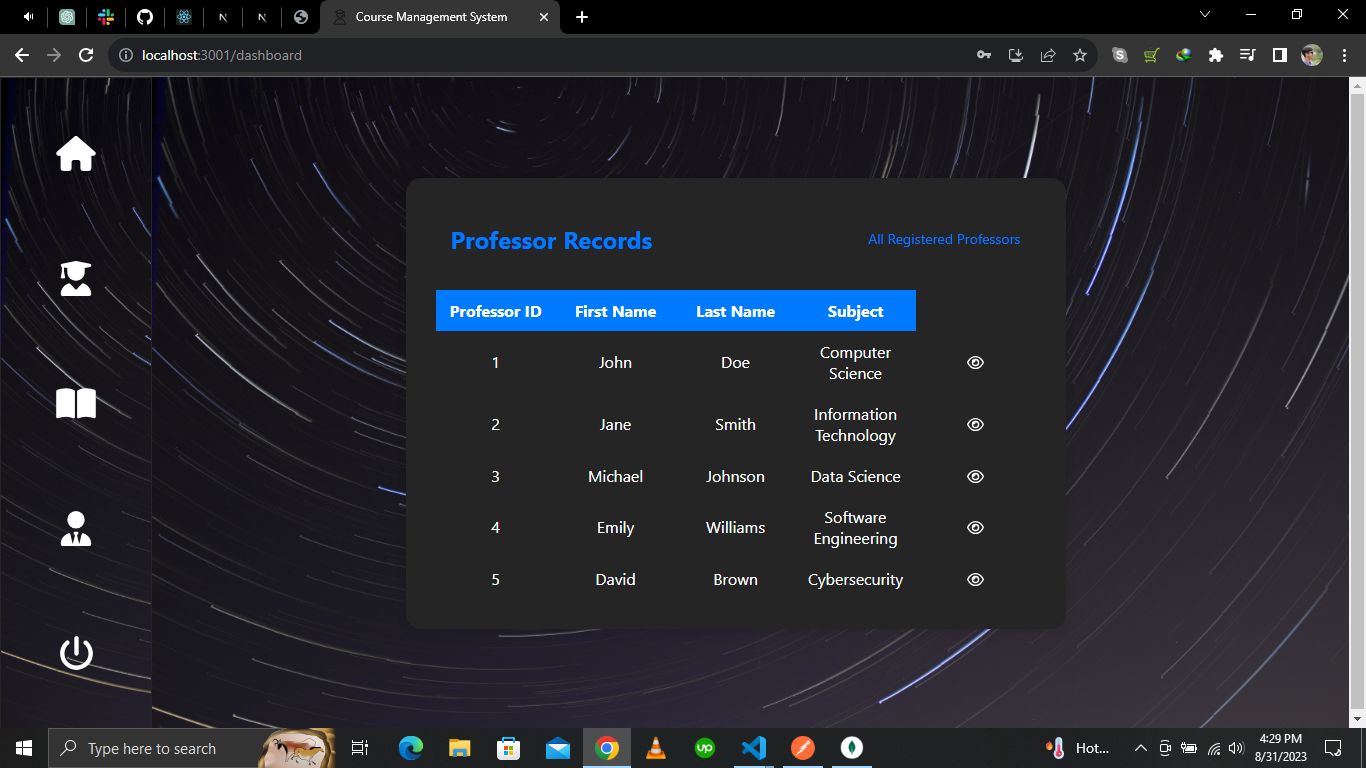 Course Management System
localhost:3001/dashboard
Professor Records
All Registered Professors
Professor ID First Name Last Name Subject
1 John Doe Computer Science
2 Jane Smith Information Technology
3 Michael Johnson Data Science
4 Emily Williams Software Engineering
5 David Brown Cybersecurity
Type here to search
Hot...
4:29 PM
8/31/2023